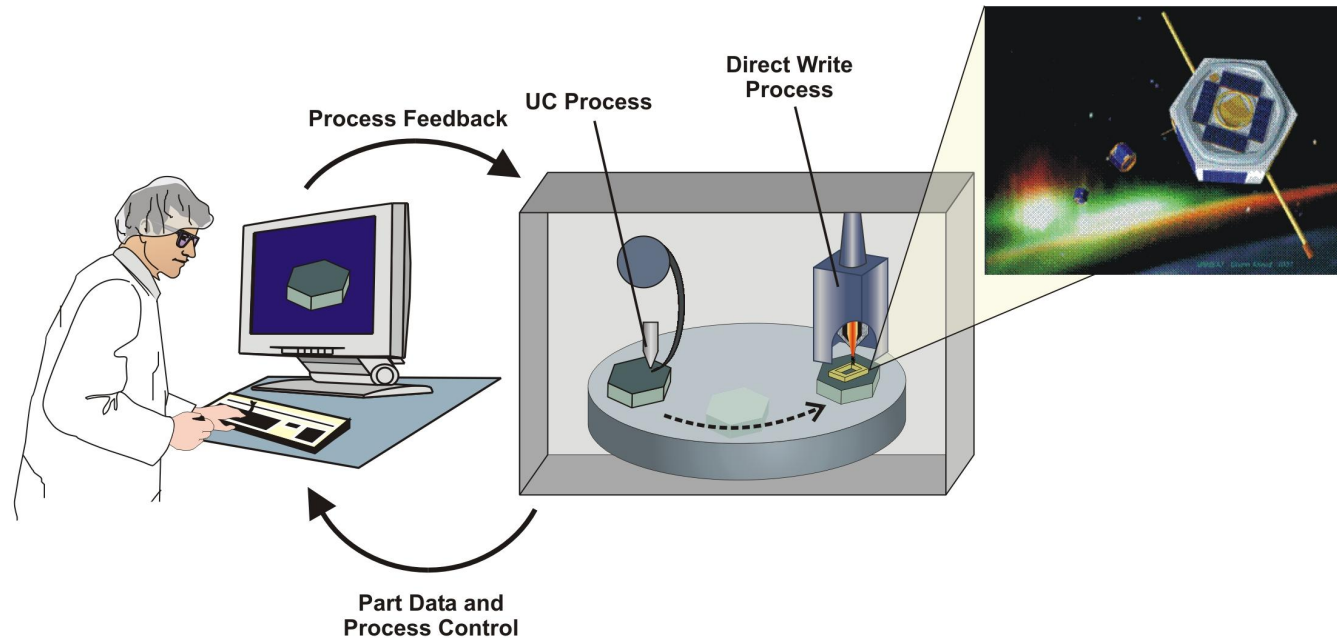 Direct Write
Process
UC Process
Process Feedback
Part Data and
Process Control